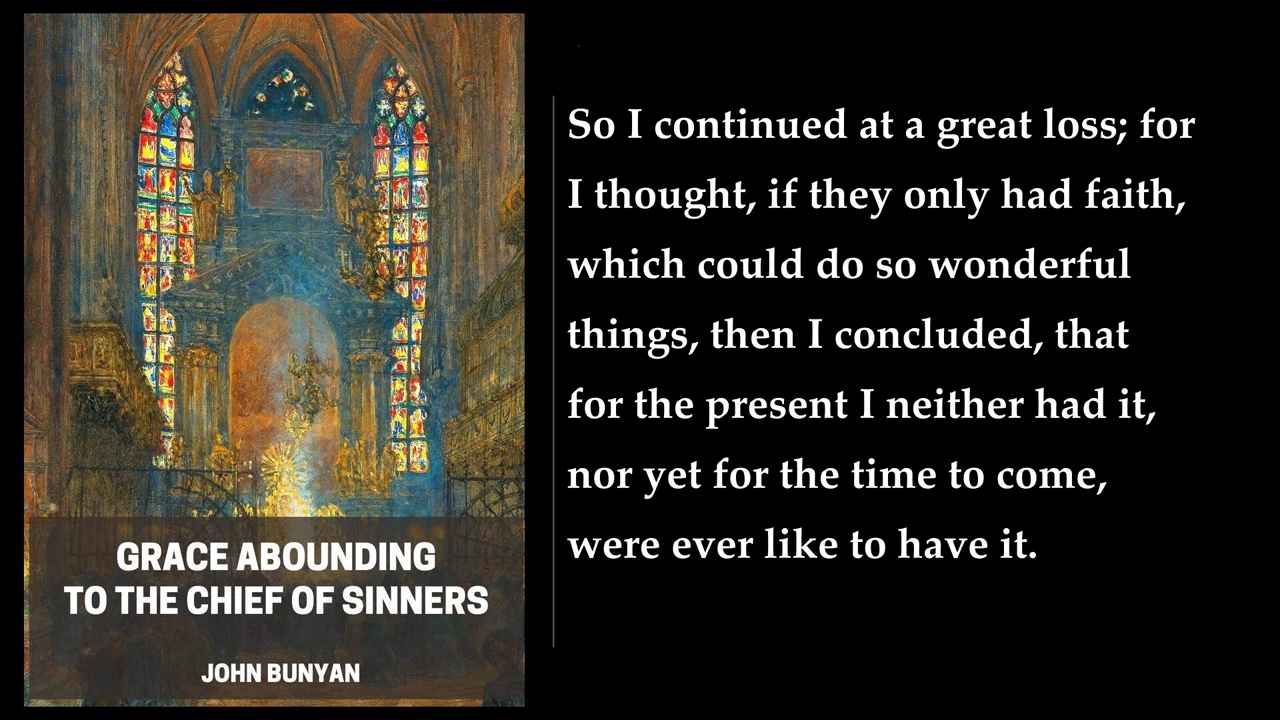 GRACE ABOUNDING
TO THE CHIEF OF SINNERS
JOHN BUNYAN
So I continued at a great loss; for
I thought, if they only had faith,
which could do so wonderful
things, then I concluded, that
for the present I neither had it,
nor yet for the time to come,
were ever like to have it.